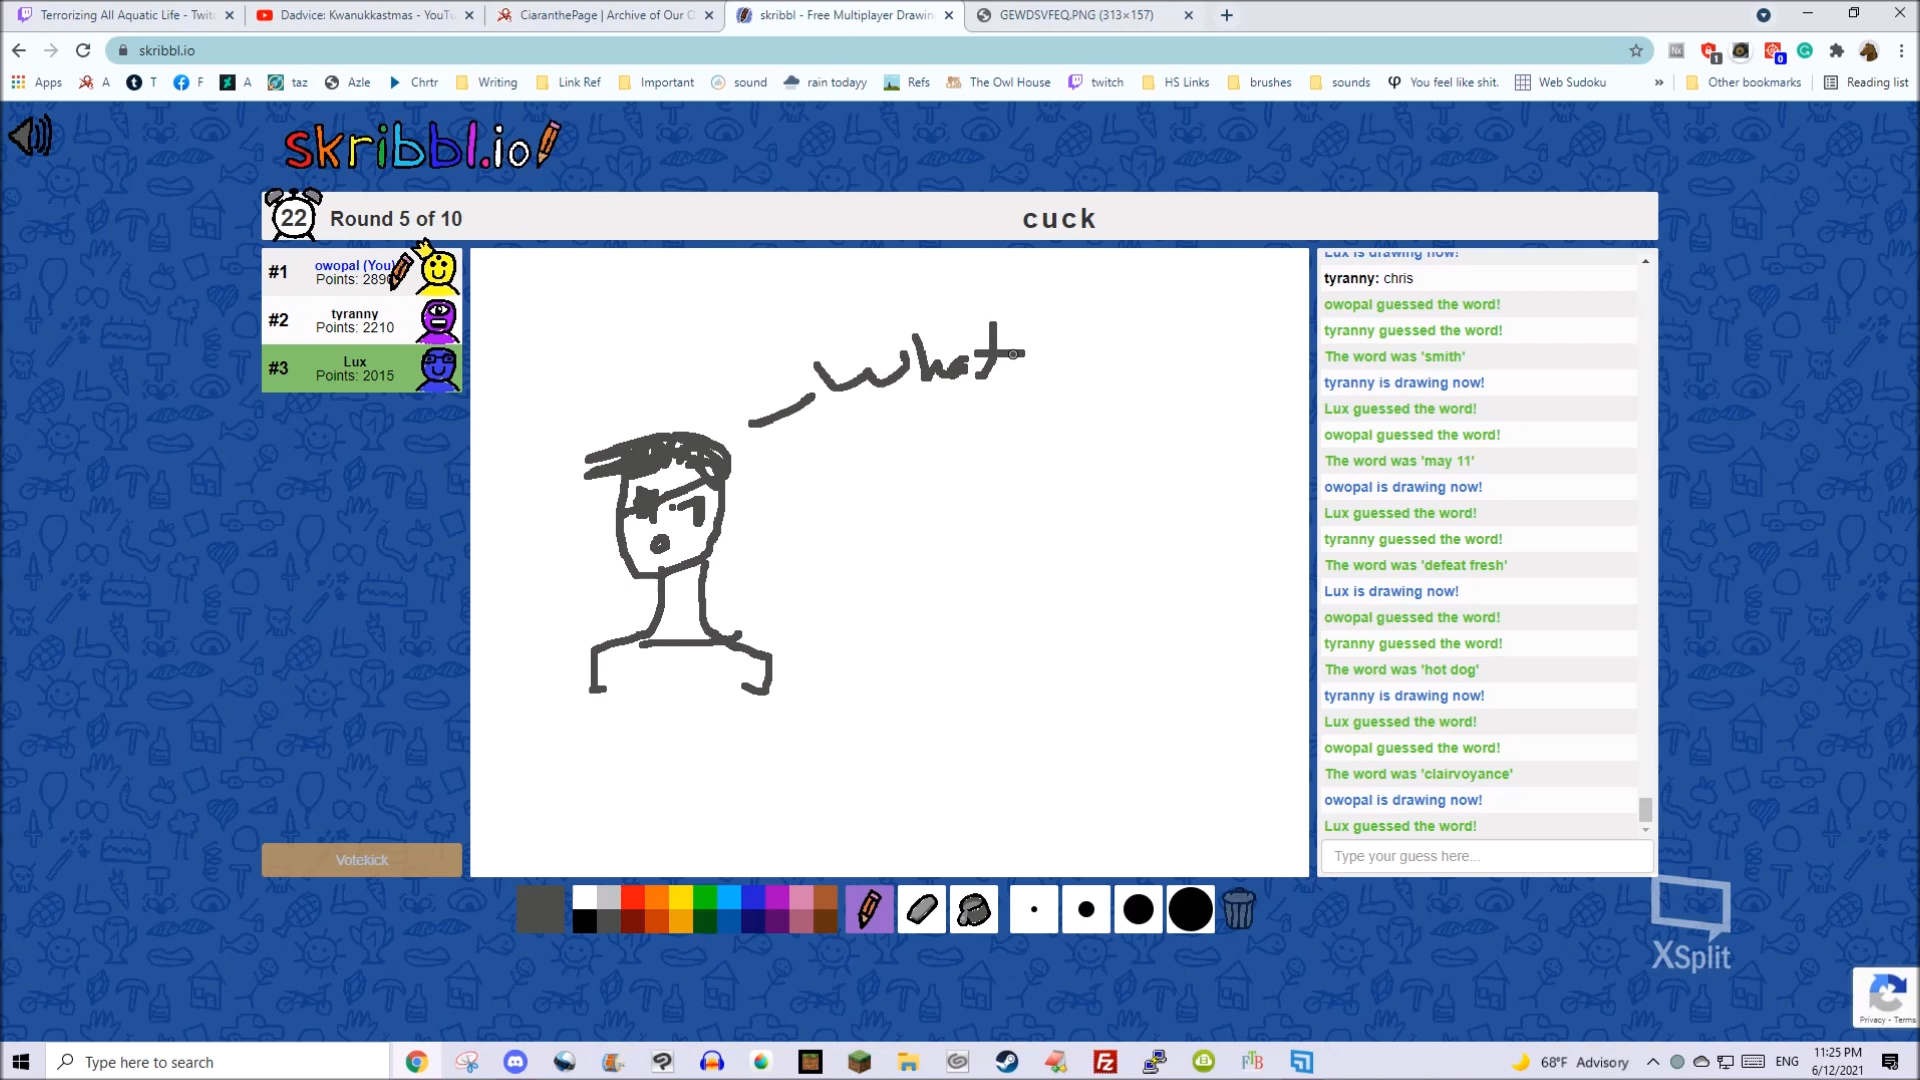 Terrorizing All Aquatic Life - Twit
Dadvice: Kwanukkastmas - YouTu
CiaranthePage | Archive of Our O
skribbl - Free Multiplayer Drawin
GEWDSVFEQ.PNG (313×157)
skribbl.io
Apps
A
T
F
A
taz
Azle
Chrtr
Writing
Link Ref
Important
sound
rain todayy
Refs
The Owl House
twitch
HS Links
brushes
sounds
You feel like shit.
Web Sudoku
»
Other bookmarks
Reading list
skribbl.io
22
Round 5 of 10
cuck
#1
owopal (You)
Points: 2890
#2
tyranny
Points: 2210
#3
Lux
Points: 2015
What
Lux is drawing now!
tyranny: chris
owopal guessed the word!
tyranny guessed the word!
The word was 'smith'
tyranny is drawing now!
Lux guessed the word!
owopal guessed the word!
The word was 'may 11'
owopal is drawing now!
Lux guessed the word!
tyranny guessed the word!
The word was 'defeat fresh'
Lux is drawing now!
owopal guessed the word!
tyranny guessed the word!
The word was 'hot dog'
tyranny is drawing now!
Lux guessed the word!
owopal guessed the word!
The word was 'clairvoyance'
owopal is drawing now!
Lux guessed the word!
Type your guess here...
Votekick
XSplit
Privacy - Terms
Type here to search
68°F Advisory
ENG
11:25 PM
6/12/2021